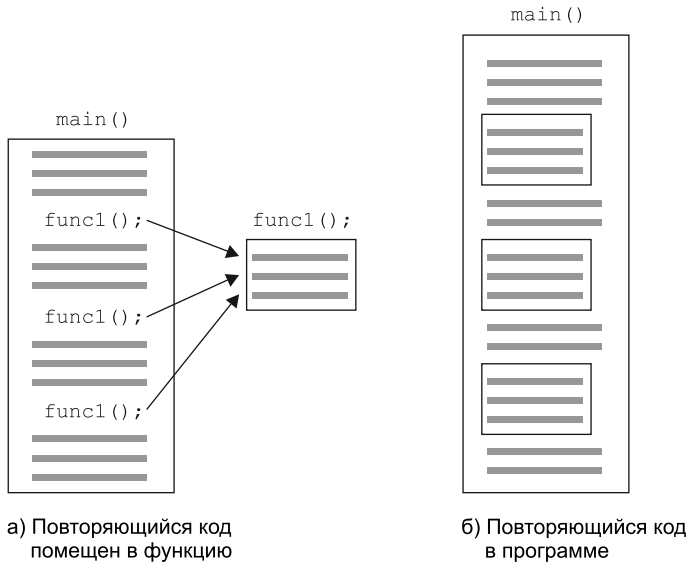 main()
main()
func1();
func1();
func1();
func1();
а) Повторяющийся код
помещен в функцию
б) Повторяющийся код
в программе